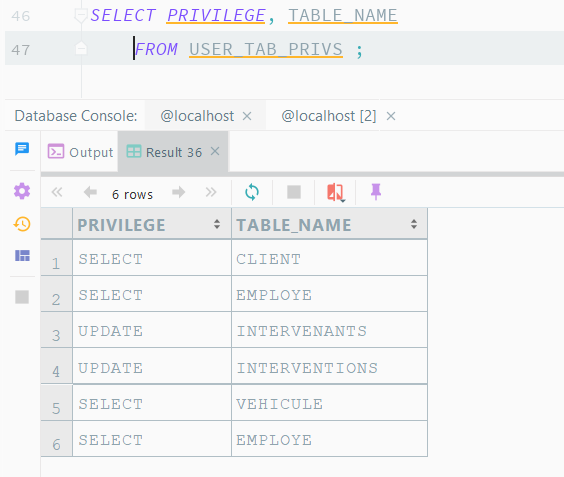 46 SELECT PRIVILEGE, TABLE_NAME
47 FROM USER_TAB_PRIVS ;
Database Console: @localhost × @localhost [2] ×
Output Result 36 ×
6 rows
PRIVILEGE TABLE_NAME
1 SELECT CLIENT
2 SELECT EMPLOYE
3 UPDATE INTERVENANTS
4 UPDATE INTERVENTIONS
5 SELECT VEHICULE
6 SELECT EMPLOYE